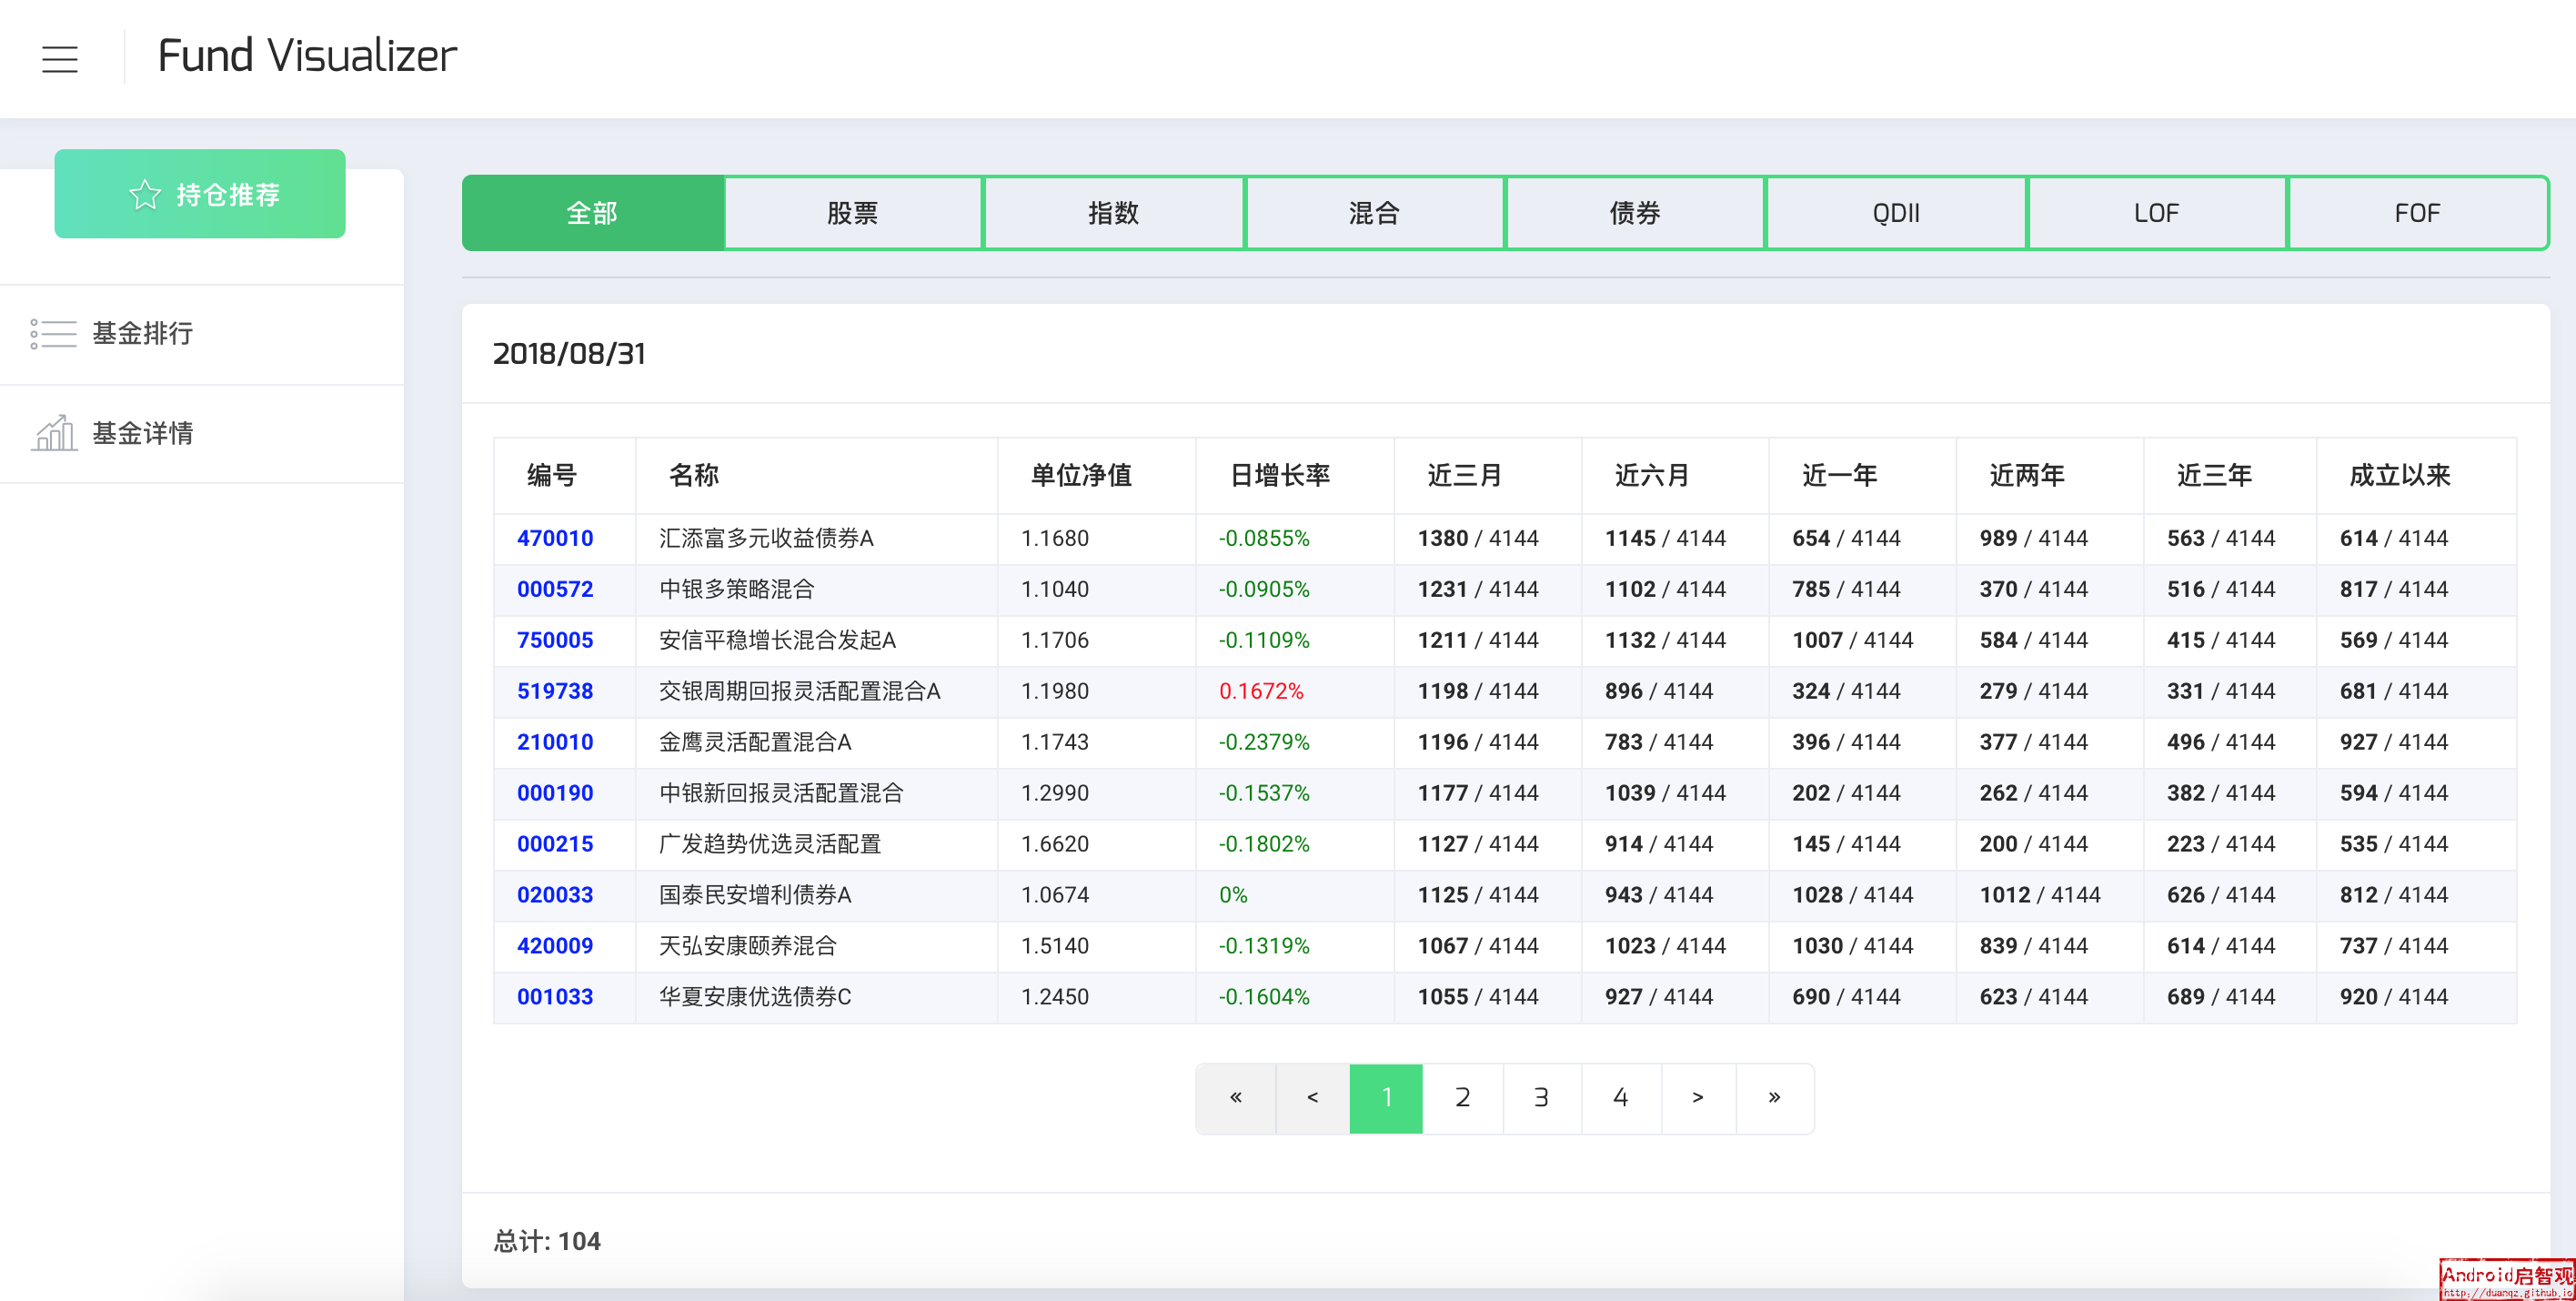 Fund Visualizer
持仓推荐
全部 股票 指数 混合 债券 QDII LOF FOF
基金排行
基金详情
2018/08/31
编号 名称 单位净值 日增长率 近三月 近六月 近一年 近两年 近三年 成立以来
470010 汇添富多元收益债券A 1.1680 -0.0855% 1380 / 4144 1145 / 4144 654 / 4144 989 / 4144 563 / 4144 614 / 4144
000572 中银多策略混合 1.1040 -0.0905% 1231 / 4144 1102 / 4144 785 / 4144 370 / 4144 516 / 4144 817 / 4144
750005 安信平稳增长混合发起A 1.1706 -0.1109% 1211 / 4144 1132 / 4144 1007 / 4144 584 / 4144 415 / 4144 569 / 4144
519738 交银周期回报灵活配置混合A 1.1980 0.1672% 1198 / 4144 896 / 4144 324 / 4144 279 / 4144 331 / 4144 681 / 4144
210010 金鹰灵活配置混合A 1.1743 -0.2379% 1196 / 4144 783 / 4144 396 / 4144 377 / 4144 496 / 4144 927 / 4144
000190 中银新回报灵活配置混合 1.2990 -0.1537% 1177 / 4144 1039 / 4144 202 / 4144 262 / 4144 382 / 4144 594 / 4144
000215 广发趋势优选灵活配置 1.6620 -0.1802% 1127 / 4144 914 / 4144 145 / 4144 200 / 4144 223 / 4144 535 / 4144
020033 国泰民安增利债券A 1.0674 0% 1125 / 4144 943 / 4144 1028 / 4144 1012 / 4144 626 / 4144 812 / 4144
420009 天弘安康颐养混合 1.5140 -0.1319% 1067 / 4144 1023 / 4144 1030 / 4144 839 / 4144 614 / 4144 737 / 4144
001033 华夏安康优选债券C 1.2450 -0.1604% 1055 / 4144 927 / 4144 690 / 4144 623 / 4144 689 / 4144 920 / 4144
« < 1 2 3 4 > »
总计: 104
Android启智观
http://duanqz.github.io